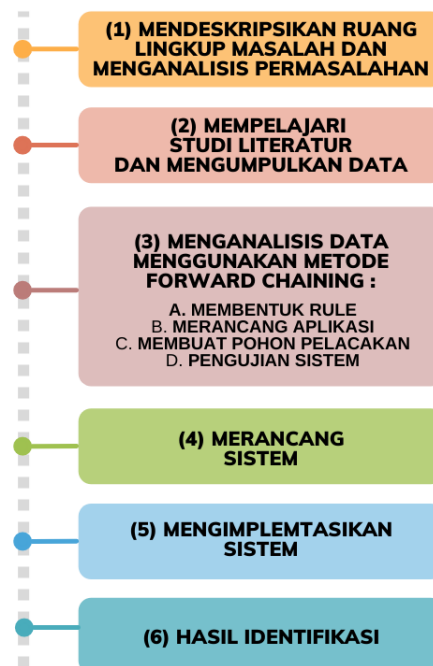 (1) MENDESKRIPSIKAN RUANG
LINGKUP MASALAH DAN
MENGANALISIS PERMASALAHAN
(2) MEMPELAJARI
STUDI LITERATUR
DAN MENGUMPULKAN DATA
(3) MENGANALISIS DATA
MENGGUNAKAN METODE
FORWARD CHAINING :
A. MEMBENTUK RULE
B. MERANCANG APLIKASI
C. MEMBUAT POHON PELACAKAN
D. PENGUJIAN SISTEM
(4) MERANCANG
SISTEM
(5) MENGIMPLEMTASIKAN
SISTEM
(6) HASIL IDENTIFIKASI